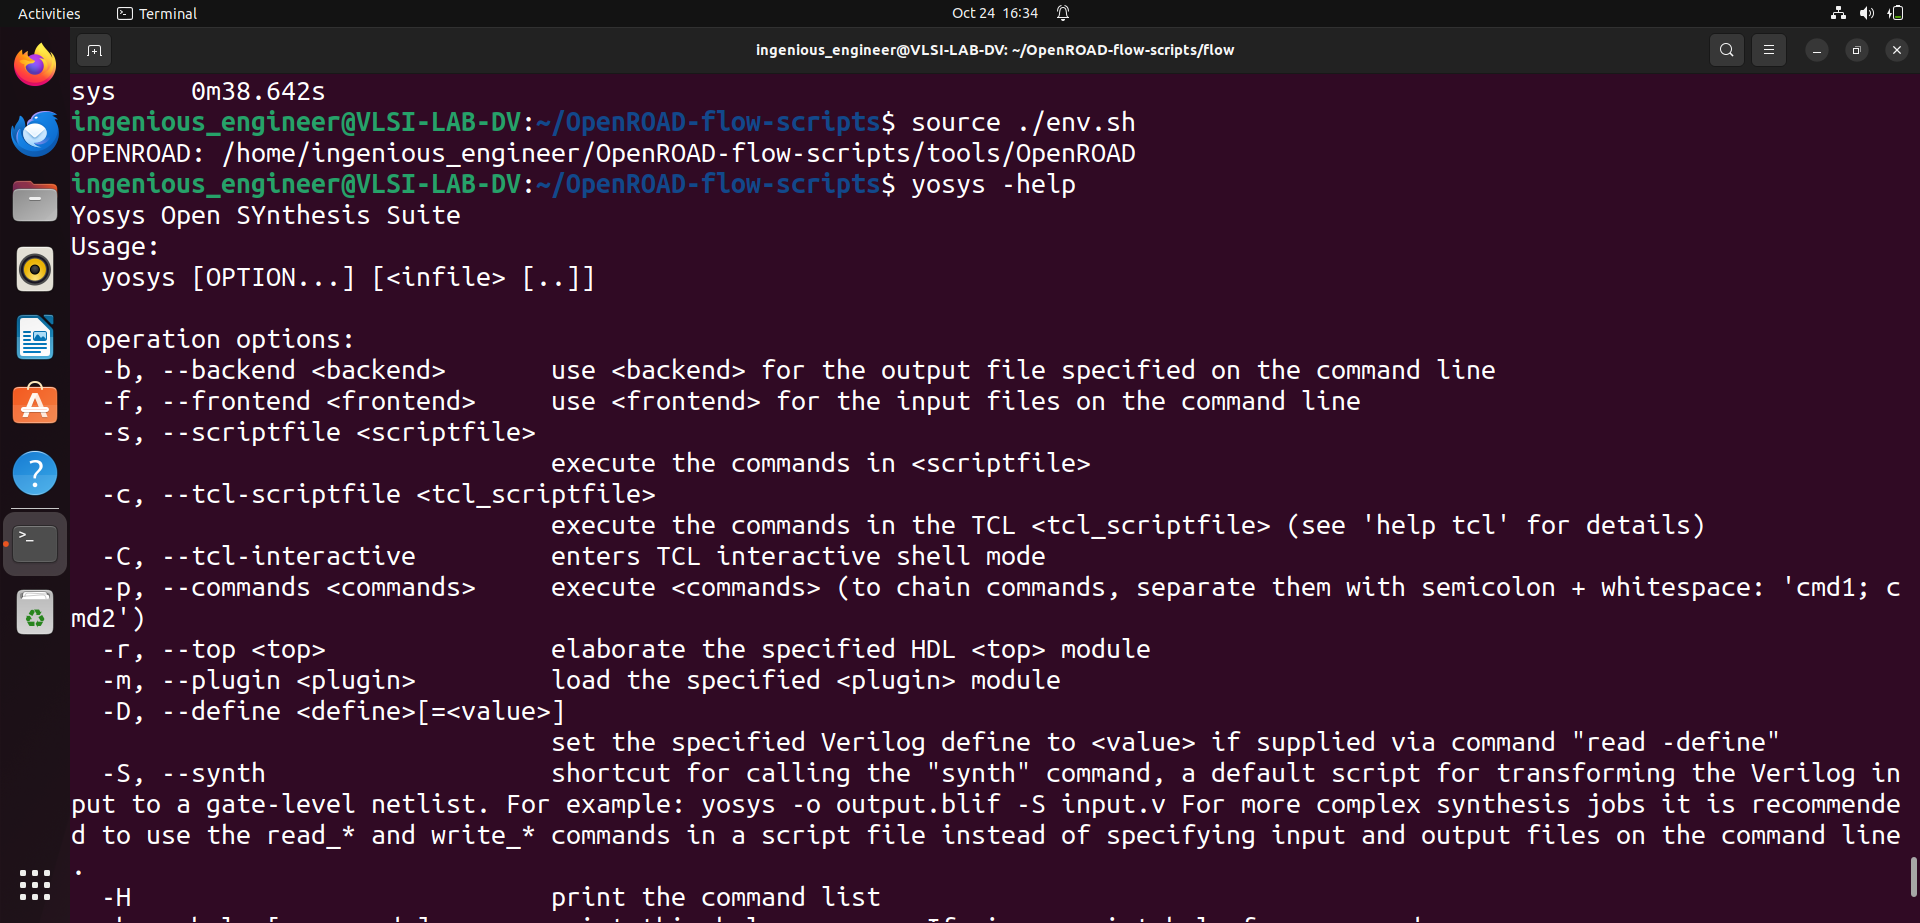 Activities
Terminal
Oct 24 16:34
ingenious_engineer@VLSI-LAB-DV: ~/OpenROAD-flow-scripts/flow
sys     0m38.642s
ingenious_engineer@VLSI-LAB-DV:~/OpenROAD-flow-scripts$ source ./env.sh
OPENROAD: /home/ingenious_engineer/OpenROAD-flow-scripts/tools/OpenROAD
ingenious_engineer@VLSI-LAB-DV:~/OpenROAD-flow-scripts$ yosys -help
Yosys Open SYnthesis Suite
Usage:
  yosys [OPTION...] [<infile> [..]]
 operation options:
  -b, --backend <backend>       use <backend> for the output file specified on the command line
  -f, --frontend <frontend>     use <frontend> for the input files on the command line
  -s, --scriptfile <scriptfile>
                                execute the commands in <scriptfile>
  -c, --tcl-scriptfile <tcl_scriptfile>
                                execute the commands in the TCL <tcl_scriptfile> (see 'help tcl' for details)
  -C, --tcl-interactive         enters TCL interactive shell mode
  -p, --commands <commands>     execute <commands> (to chain commands, separate them with semicolon + whitespace: 'cmd1; c
md2')
  -r, --top <top>               elaborate the specified HDL <top> module
  -m, --plugin <plugin>         load the specified <plugin> module
  -D, --define <define>[=<value>]
                                set the specified Verilog define to <value> if supplied via command "read -define"
  -S, --synth                   shortcut for calling the "synth" command, a default script for transforming the Verilog in
put to a gate-level netlist. For example: yosys -o output.blif -S input.v For more complex synthesis jobs it is recommende
d to use the read_* and write_* commands in a script file instead of specifying input and output files on the command line
.
  -H                            print the command list